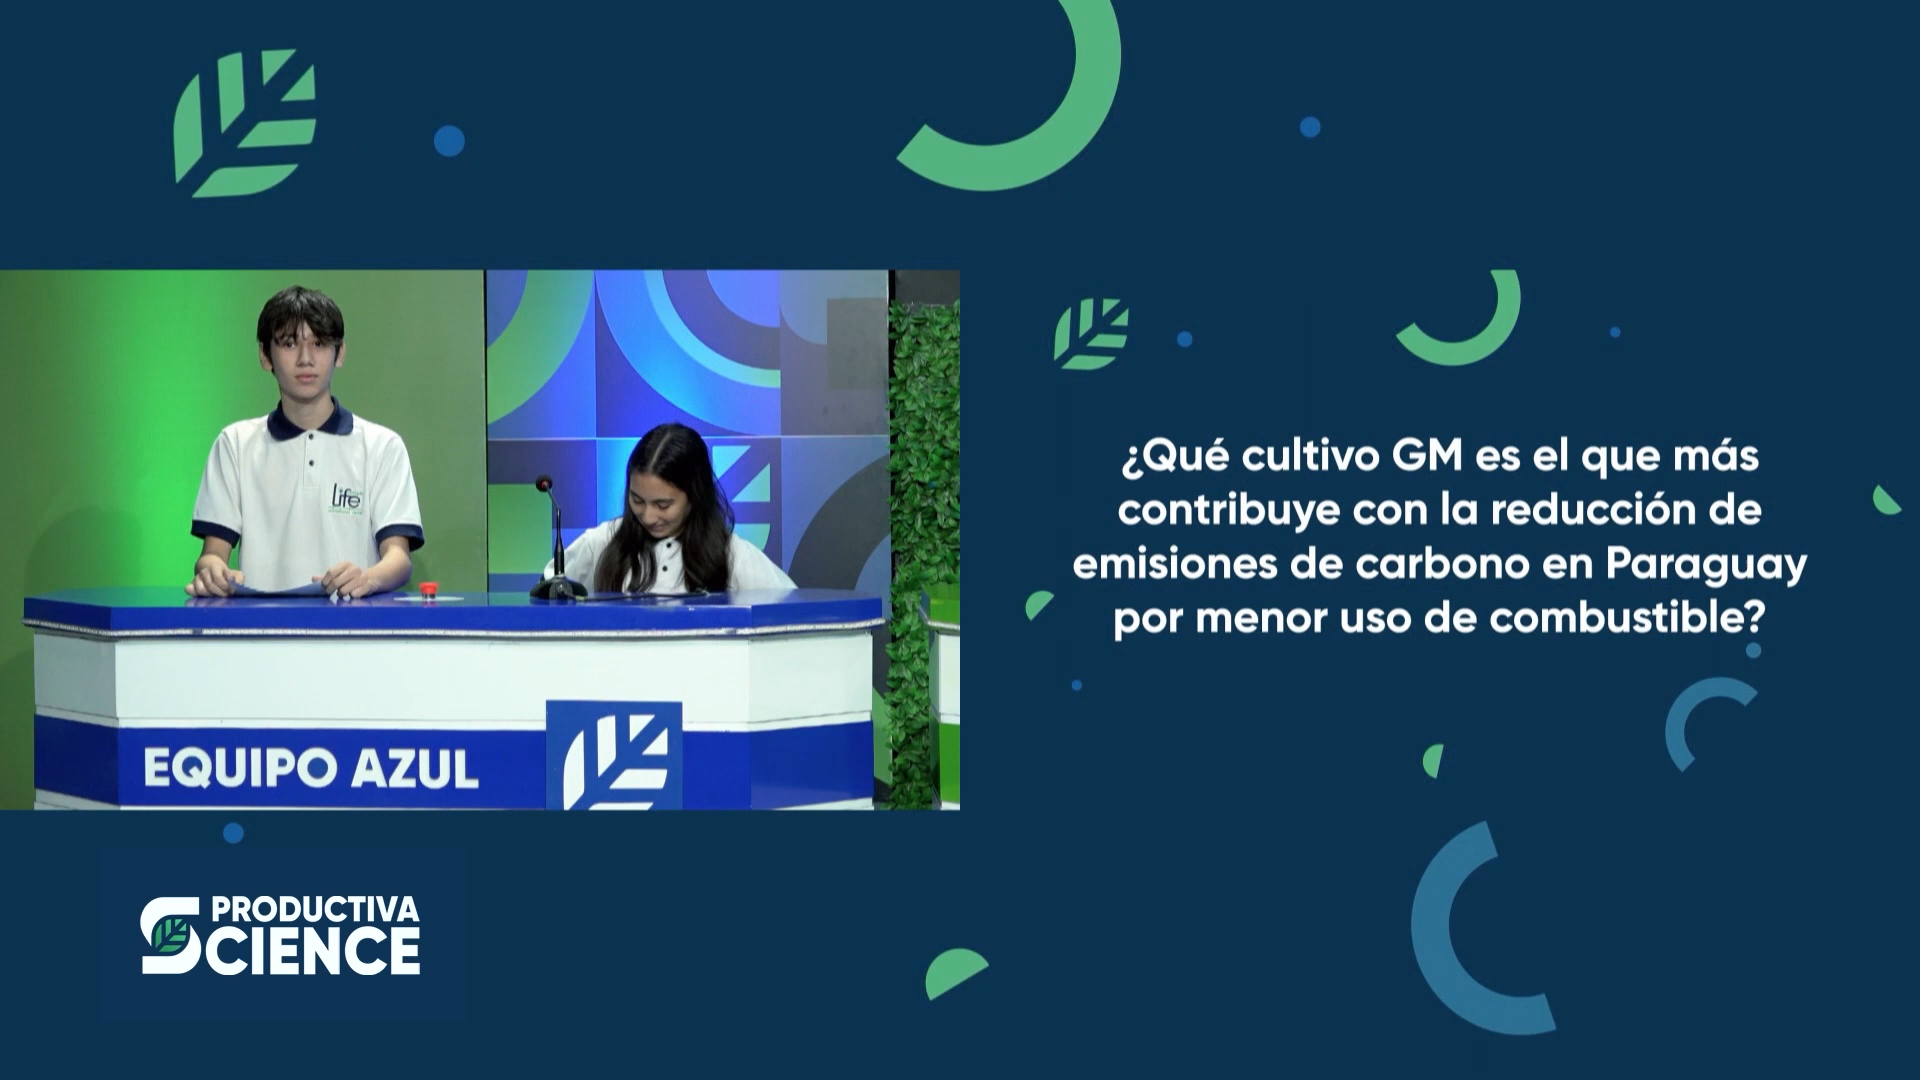 Life
EQUIPO AZUL
¿Qué cultivo GM es el que más
contribuye con la reducción de
emisiones de carbono en Paraguay
por menor uso de combustible?
PRODUCTIVA
SCIENCE